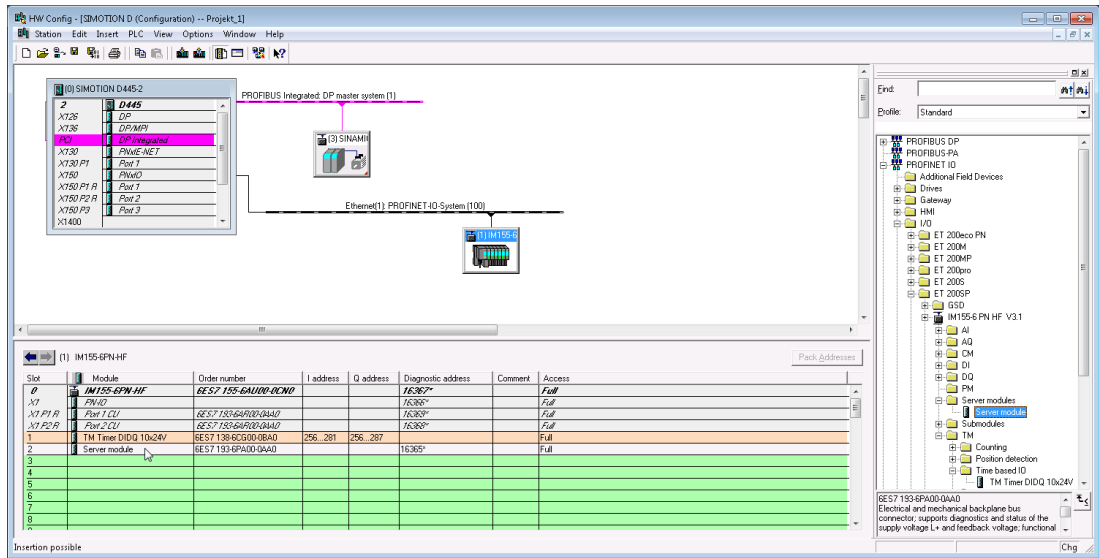 HW Config - [SIMOTION D (Configuration) -- Projekt_1]
Station Edit Insert PLC View Options Window Help
(0) SIMOTION D445-2
2 D445
X126 DP
X136 DP/MPI
PCI DP Integrated
X130 PNxIE-NET
X130 P1 Port 1
X150 PNxIO
X150 P1 R Port 1
X150 P2 R Port 2
X150 P3 Port 3
X1400
PROFIBUS Integrated: DP master system (1)
(3) SINAMI
Ethernet(1): PROFINET-IO-System (100)
(1) IM155-6
(1) IM155-6PN-HF
Pack Addresses
Slot Module Order number I address Q address Diagnostic address Comment Access
0 IM155-6PN-HF 6ES7 155-6AU00-0CN0 16367* Full
X1 PN-IO 16366* Full
X1 P1 R Port 1 CU 6ES7 193-6AR00-0AA0 16369* Full
X1 P2 R Port 2 CU 6ES7 193-6AR00-0AA0 16368* Full
1 TM Timer DIDQ 10x24V 6ES7 138-6CG00-0BA0 256...281 256...287 Full
2 Server module 6ES7 193-6PA00-0AA0 16365* Full
3
4
5
6
7
8
Find:
Profile: Standard
PROFIBUS DP
PROFIBUS-PA
PROFINET IO
Additional Field Devices
Drives
Gateway
HMI
I/O
ET 200eco PN
ET 200M
ET 200MP
ET 200pro
ET 200S
ET 200SP
GSD
IM155-6 PN HF V3.1
AI
AQ
CM
DI
DQ
PM
Server modules
Server module
Submodules
TM
Counting
Position detection
Time based IO
TM Timer DIDQ 10x24V
6ES7 193-6PA00-0AA0
Electrical and mechanical backplane bus
connector; supports diagnostics and status of the
supply voltage L+ and feedback voltage; functional
Insertion possible
Chg